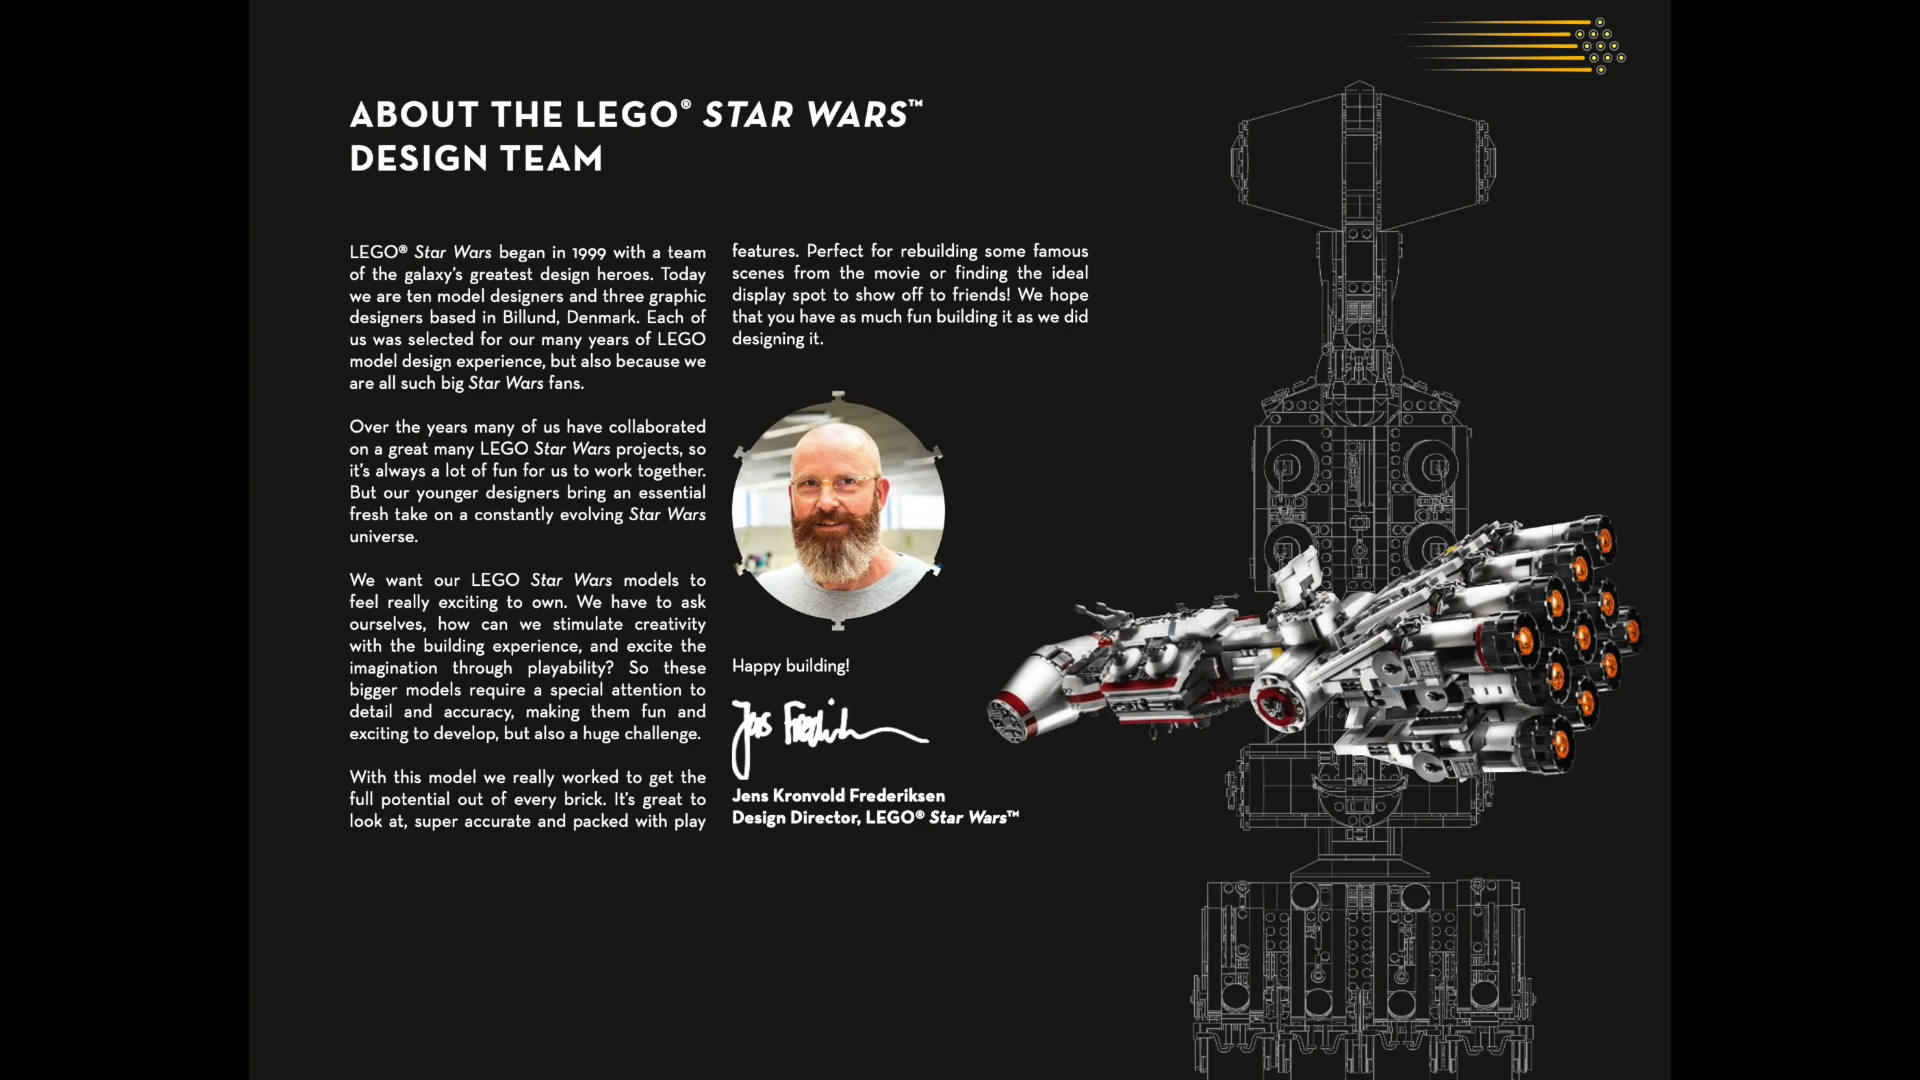 ABOUT THE LEGO® STAR WARS™
DESIGN TEAM
LEGO® Star Wars began in 1999 with a team
of the galaxy's greatest design heroes. Today
we are ten model designers and three graphic
designers based in Billund, Denmark. Each of
us was selected for our many years of LEGO
model design experience, but also because we
are all such big Star Wars fans.
Over the years many of us have collaborated
on a great many LEGO Star Wars projects, so
it's always a lot of fun for us to work together.
But our younger designers bring an essential
fresh take on a constantly evolving Star Wars
universe.
We want our LEGO Star Wars models to
feel really exciting to own. We have to ask
ourselves, how can we stimulate creativity
with the building experience, and excite the
imagination through playability? So these
bigger models require a special attention to
detail and accuracy, making them fun and
exciting to develop, but also a huge challenge.
With this model we really worked to get the
full potential out of every brick. It's great to
look at, super accurate and packed with play
features. Perfect for rebuilding some famous
scenes from the movie or finding the ideal
display spot to show off to friends! We hope
that you have as much fun building it as we did
designing it.
Happy building!
Jens Kronvold Frederiksen
Design Director, LEGO® Star Wars™